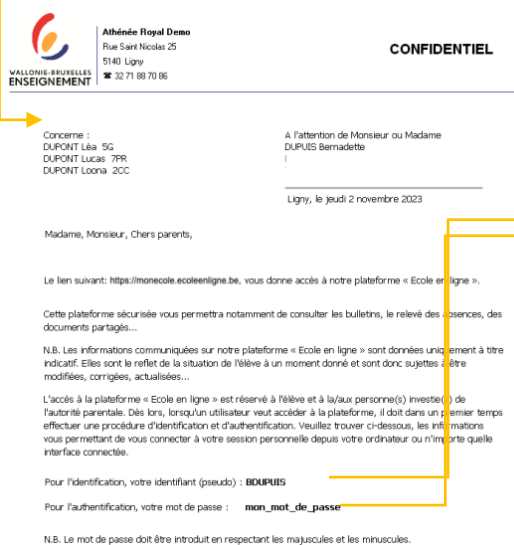 Athénée Royal Demo
Rue Saint Nicolas 25
5140 Ligny
☎ 32 71 88 70 86
WALLONIE-BRUXELLES
ENSEIGNEMENT
CONFIDENTIEL
Concerne :
DUPONT Léa 5G
DUPONT Lucas 7PR
DUPONT Loona 2CC
A l'attention de Monsieur ou Madame
DUPUIS Bernadette
Ligny, le jeudi 2 novembre 2023
Madame, Monsieur, Chers parents,
Le lien suivant: https://monecole.ecoleenligne.be, vous donne accès à notre plateforme « Ecole en ligne ».
Cette plateforme sécurisée vous permettra notamment de consulter les bulletins, le relevé des absences, des
documents partagés...
N.B. Les informations communiquées sur notre plateforme « Ecole en ligne » sont données uniquement à titre
indicatif. Elles sont le reflet de la situation de l'élève à un moment donné et sont donc sujettes à être
modifiées, corrigées, actualisées...
L'accès à la plateforme « Ecole en ligne » est réservé à l'élève et à la/aux personne(s) investie(s) de
l'autorité parentale. Dès lors, lorsqu'un utilisateur veut accéder à la plateforme, il doit dans un premier temps
effectuer une procédure d'identification et d'authentification. Veuillez trouver ci-dessous, les informations
vous permettant de vous connecter à votre session personnelle depuis votre ordinateur ou n'importe quelle
interface connectée.
Pour l'identification, votre identifiant (pseudo) : BDUPUIS
Pour l'authentification, votre mot de passe : mon_mot_de_passe
N.B. Le mot de passe doit être introduit en respectant les majuscules et les minuscules.